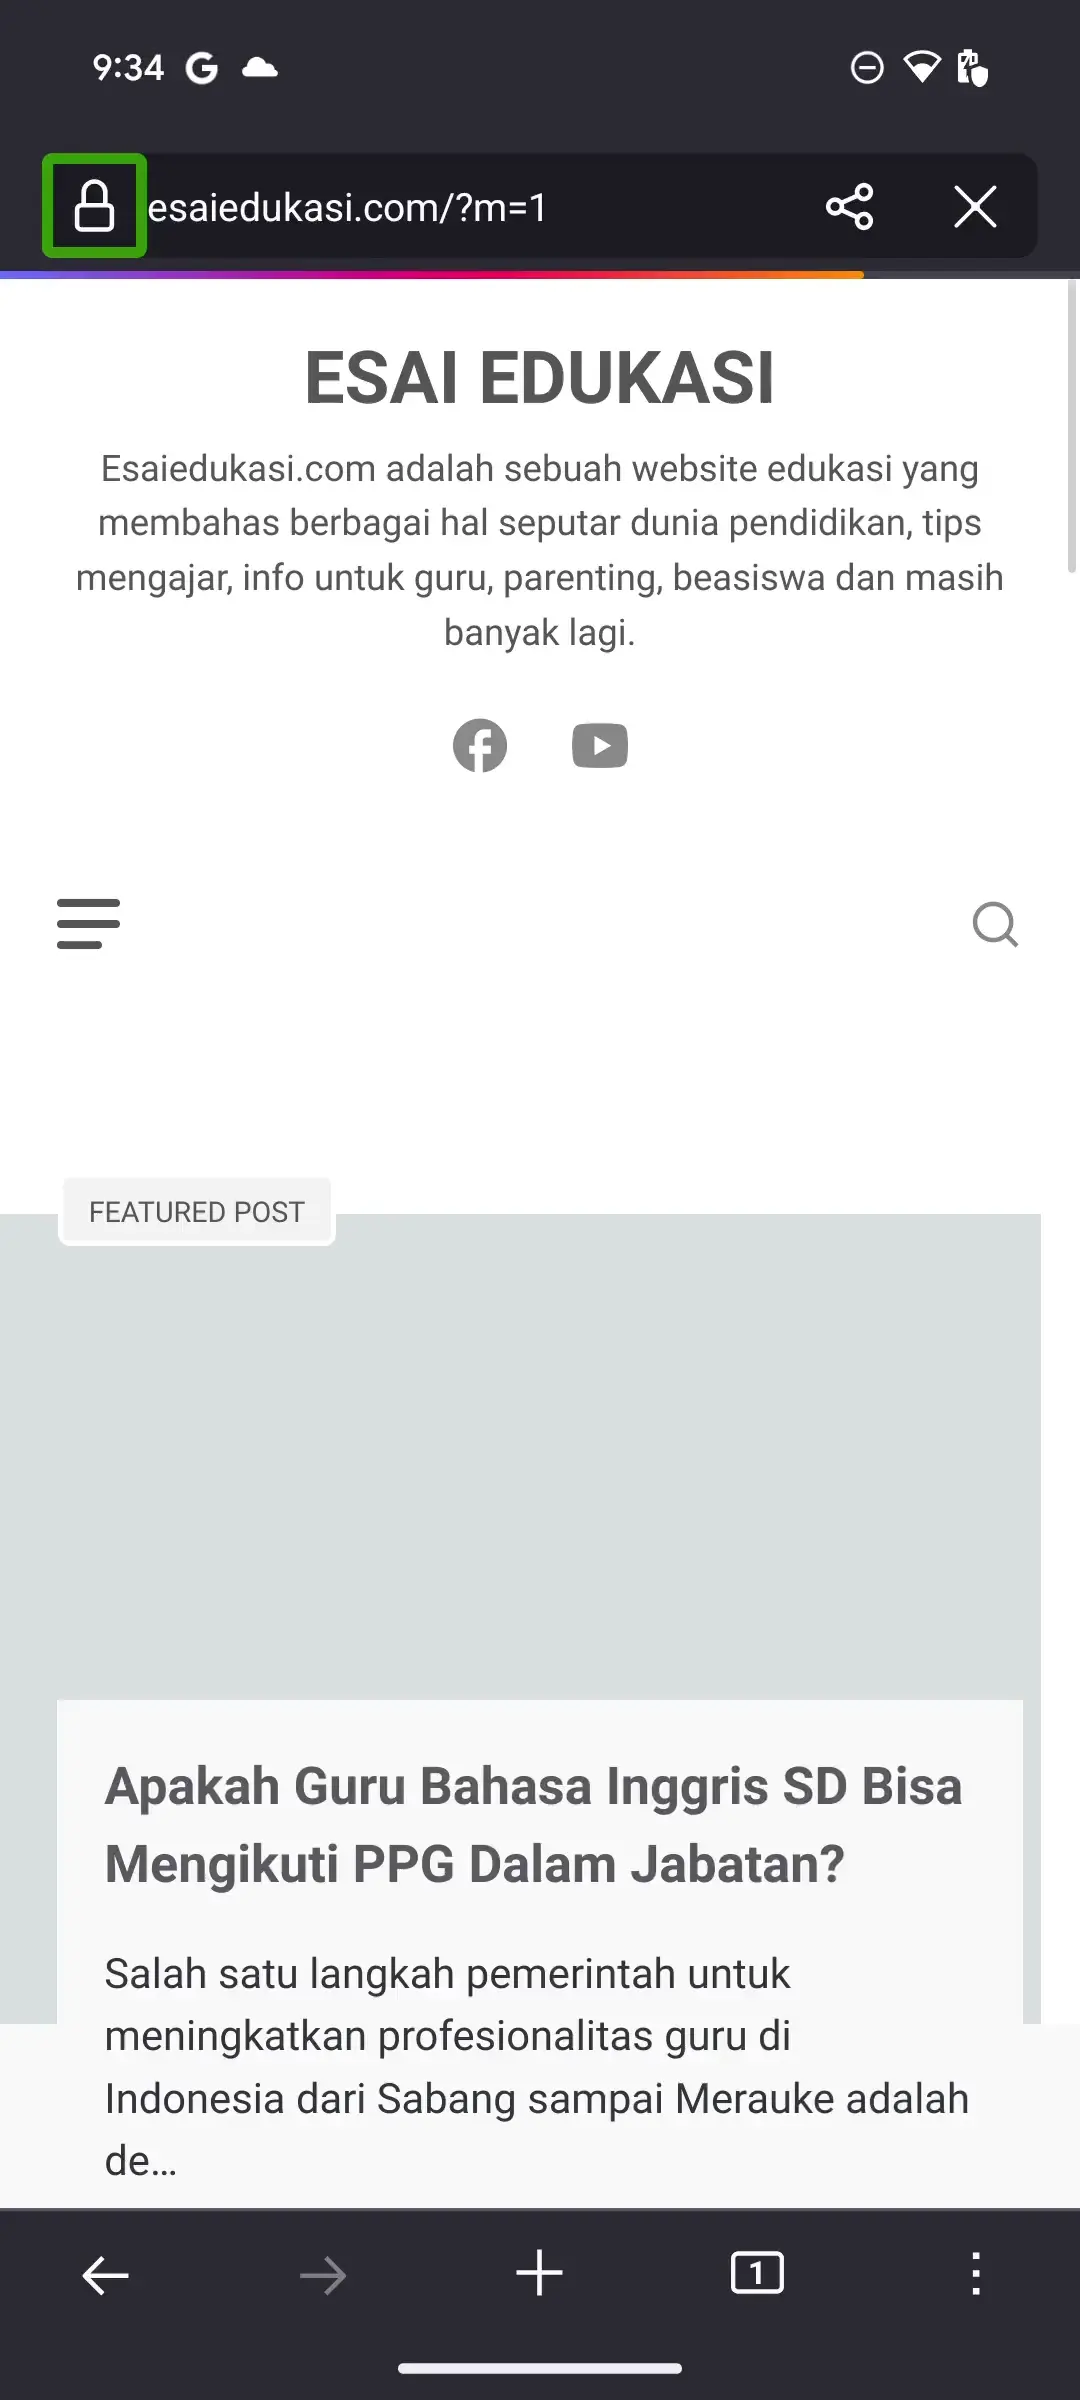 9:34
esaiedukasi.com/?m=1
ESAI EDUKASI
Esaiedukasi.com adalah sebuah website edukasi yang
membahas berbagai hal seputar dunia pendidikan, tips
mengajar, info untuk guru, parenting, beasiswa dan masih
banyak lagi.
FEATURED POST
Apakah Guru Bahasa Inggris SD Bisa
Mengikuti PPG Dalam Jabatan?
Salah satu langkah pemerintah untuk
meningkatkan profesionalitas guru di
Indonesia dari Sabang sampai Merauke adalah
de...
1